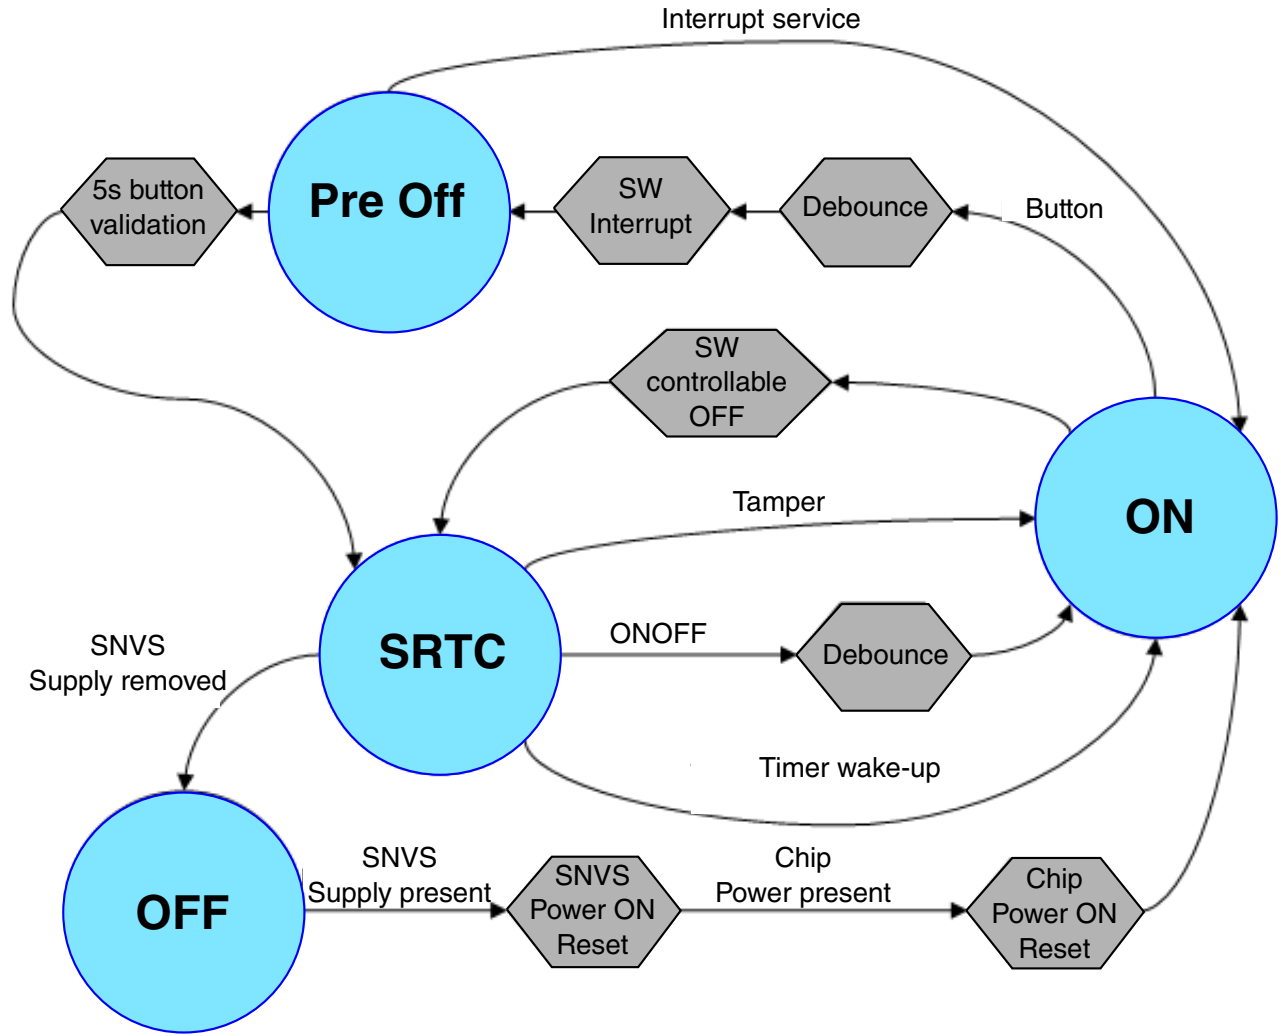 Interrupt service
5s button
validation
Pre Off
SW
Interrupt
Debounce
Button
SW
controllable
OFF
Tamper
ON
SRTC
ONOFF
Debounce
SNVS
Supply removed
Timer wake-up
OFF
SNVS
Supply present
SNVS
Power ON
Reset
Chip
Power present
Chip
Power ON
Reset